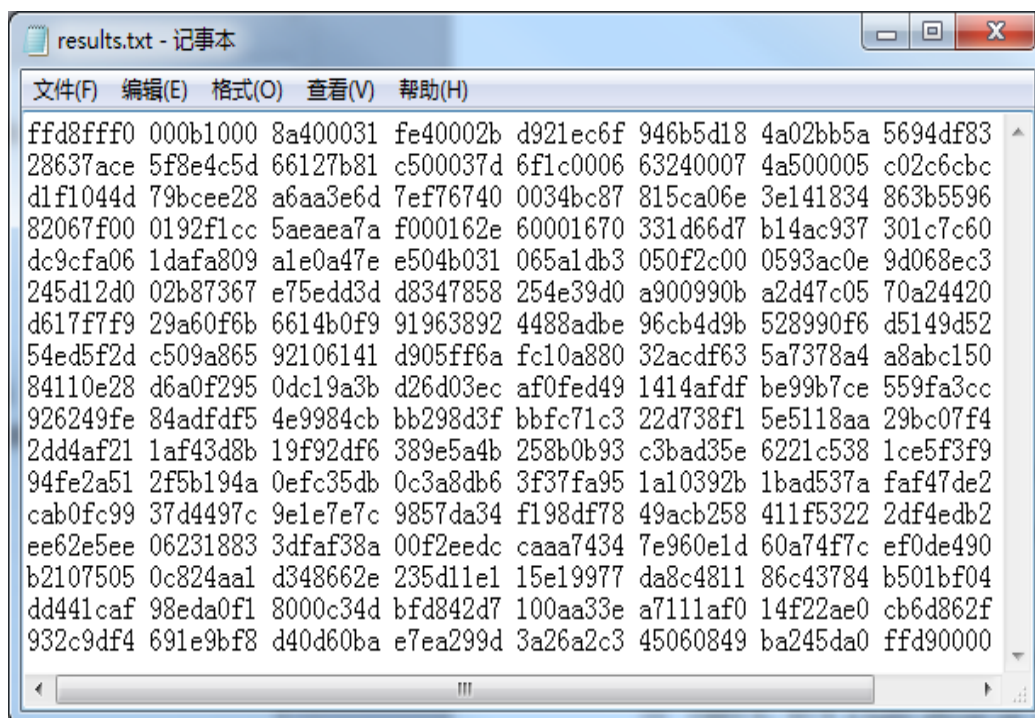 results.txt - 记事本
文件(F) 编辑(E) 格式(O) 查看(V) 帮助(H)
ffd8fff0 000b1000 8a400031 fe40002b d921ec6f 946b5d18 4a02bb5a 5694df83
28637ace 5f8e4c5d 66127b81 c500037d 6f1c0006 63240007 4a500005 c02c6cbc
d1f1044d 79bcee28 a6aa3e6d 7ef76740 0034bc87 815ca06e 3e141834 863b5596
82067f00 0192f1cc 5aeaea7a f000162e 60001670 331d66d7 b14ac937 301c7c60
dc9cfa06 1dafa809 a1e0a47e e504b031 065a1db3 050f2c00 0593ac0e 9d068ec3
245d12d0 02b87367 e75edd3d d8347858 254e39d0 a900990b a2d47c05 70a24420
d617f7f9 29a60f6b 6614b0f9 91963892 4488adbe 96cb4d9b 528990f6 d5149d52
54ed5f2d c509a865 92106141 d905ff6a fc10a880 32acdf63 5a7378a4 a8abc150
84110e28 d6a0f295 0dc19a3b d26d03ec af0fed49 1414afdf be99b7ce 559fa3cc
926249fe 84adfdf5 4e9984cb bb298d3f bbfc71c3 22d738f1 5e5118aa 29bc07f4
2dd4af21 1af43d8b 19f92df6 389e5a4b 258b0b93 c3bad35e 6221c538 1ce5f3f9
94fe2a51 2f5b194a 0efc35db 0c3a8db6 3f37fa95 1a10392b 1bad537a faf47de2
cab0fc99 37d4497c 9e1e7e7c 9857da34 f198df78 49acb258 411f5322 2df4edb2
ee62e5ee 06231883 3dfaf38a 00f2eedc caaa7434 7e960e1d 60a74f7c ef0de490
b2107505 0c824aa1 d348662e 235d11e1 15e19977 da8c4811 86c43784 b501bf04
dd441caf 98eda0f1 8000c34d bfd842d7 100aa33e a7111af0 14f22ae0 cb6d862f
932c9df4 691e9bf8 d40d60ba e7ea299d 3a26a2c3 45060849 ba245da0 ffd90000